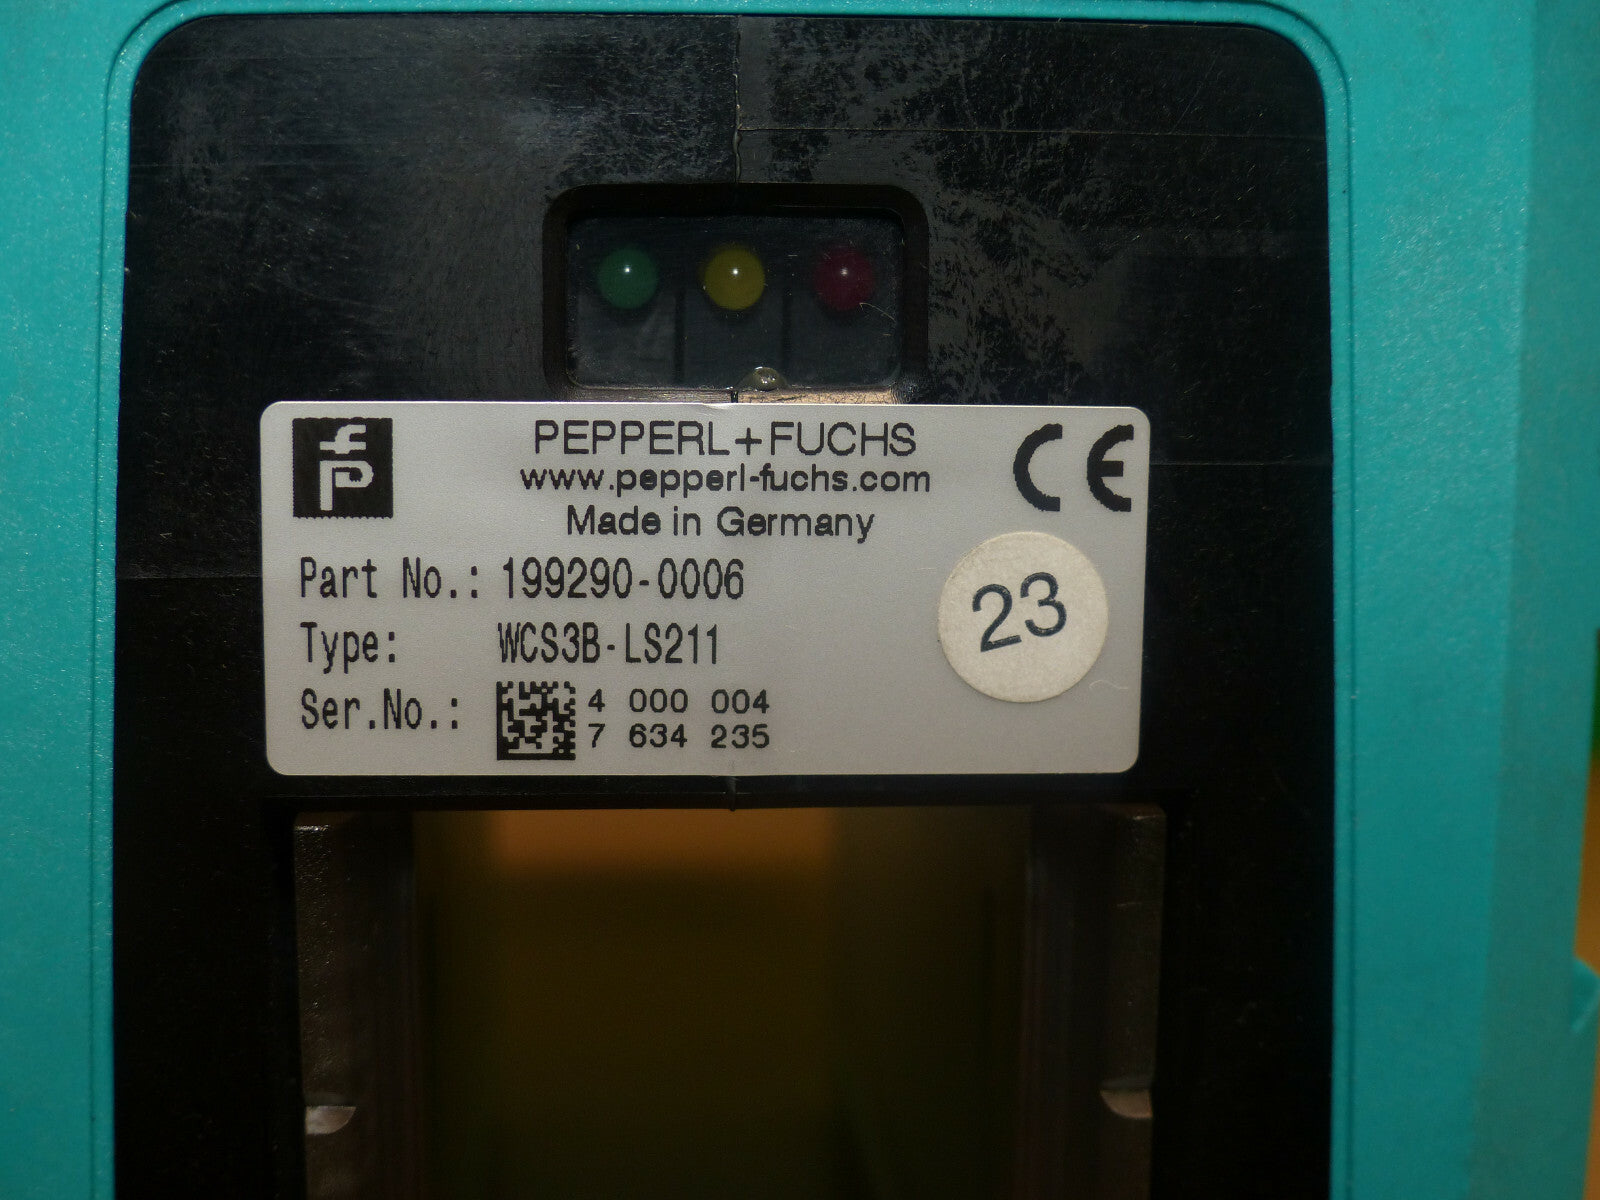 fp
PEPPERL+FUCHS
www.pepperl-fuchs.com
Made in Germany
CE
Part No.: 199290-0006
23
Type: WCS3B-LS211
Ser.No.: 4 000 004
7 634 235